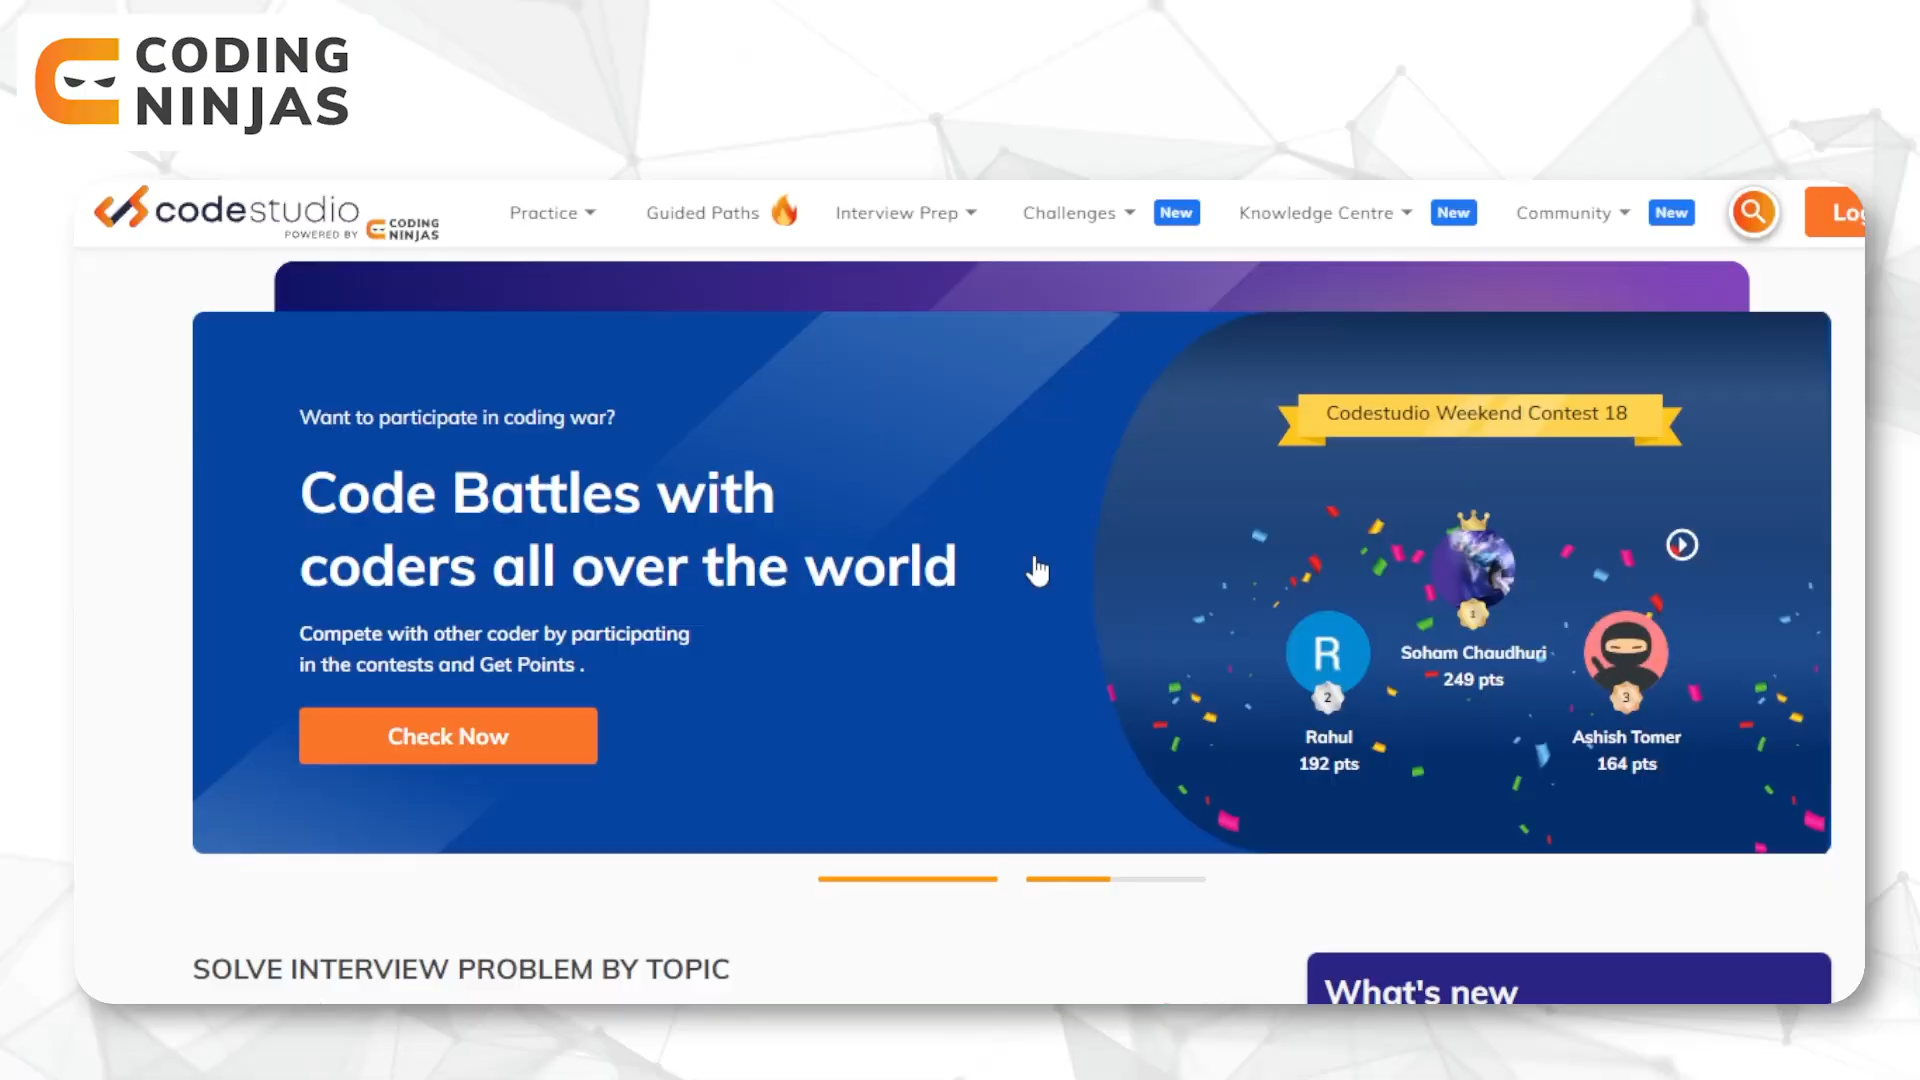 CODING
NINJAS
codestudio
POWERED BY CODING NINJAS
Practice
Guided Paths
Interview Prep
Challenges New
Knowledge Centre New
Community New
Want to participate in coding war?
Code Battles with
coders all over the world
Compete with other coder by participating
in the contests and Get Points .
Check Now
Codestudio Weekend Contest 18
1
Soham Chaudhuri
249 pts
R
2
Rahul
192 pts
3
Ashish Tomer
164 pts
SOLVE INTERVIEW PROBLEM BY TOPIC
What's new